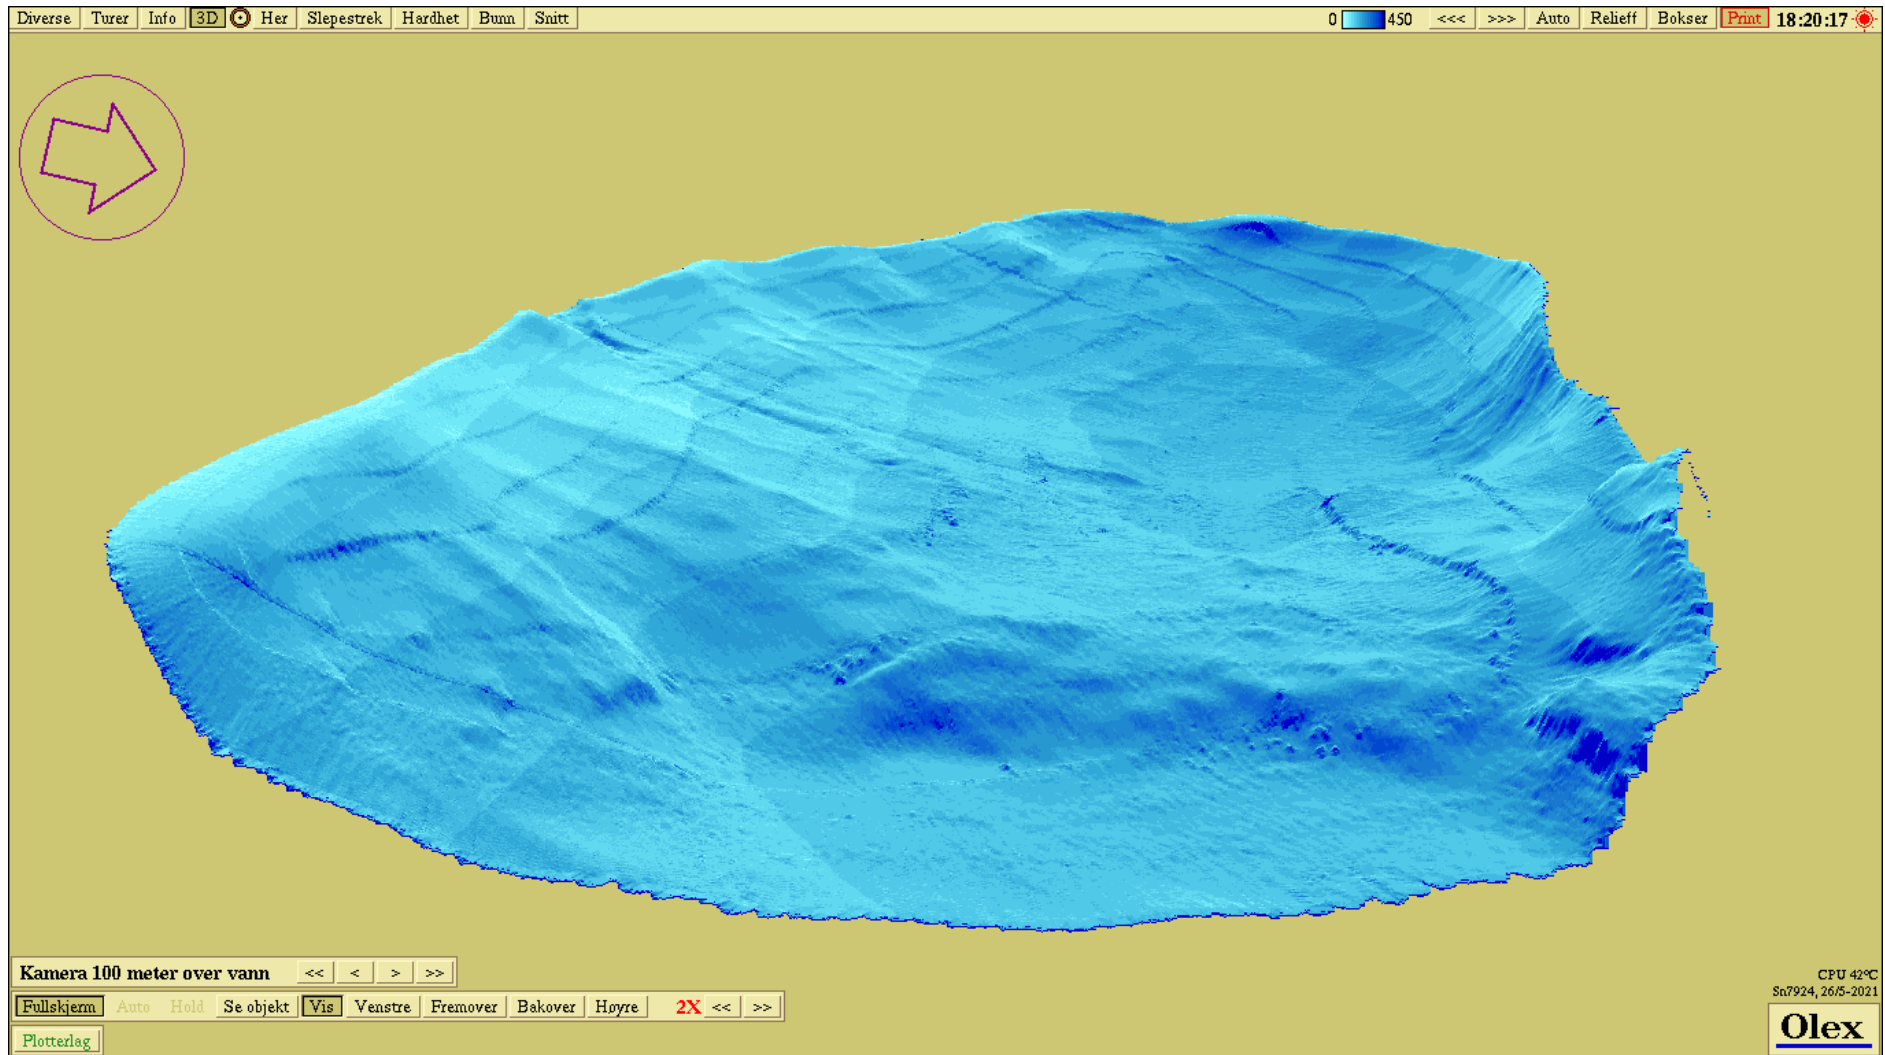 Diverse Turer Info 3D Her Slepestrek Hardhet Bunn Snitt 0 450 <<< >>> Auto Relieff Bokser Print 18:20:17
Kamera 100 meter over vann << < > >>
CPU 42°C
Sn7924, 26/5-2021
Fullskjerm Auto Hold Se objekt Vis Venstre Fremover Bakover Høyre 2X << >>
Olex
Plotterlag